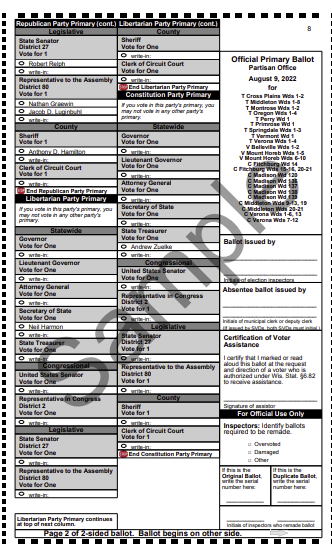 8
Republican Party Primary (cont.)
Legislative
State Senator
District 27
Vote for 1
Robert Relph
write-in:
Representative to the Assembly
District 80
Vote for 1
Nathan Graewin
Jacob D. Luginbuhl
write-in:
County
Sheriff
Vote for 1
Anthony D. Hamilton
write-in:
Clerk of Circuit Court
Vote for 1
write-in:
End Republican Party Primary
Libertarian Party Primary
If you vote in this party's primary, you
may not vote in any other party's
primary.
Statewide
Governor
Vote for One
write-in:
Lieutenant Governor
Vote for One
write-in:
Attorney General
Vote for One
write-in:
Secretary of State
Vote for One
Neil Harmon
write-in:
State Treasurer
Vote for One
write-in:
Congressional
United States Senator
Vote for One
write-in:
Representative in Congress
District 2
Vote for One
write-in:
Legislative
State Senator
District 27
Vote for One
write-in:
Representative to the Assembly
District 80
Vote for One
write-in:
Libertarian Party Primary continues
at top of next column.
Libertarian Party Primary (cont.)
County
Sheriff
Vote for One
write-in:
Clerk of Circuit Court
Vote for One
write-in:
End Libertarian Party Primary
Constitution Party Primary
If you vote in this party's primary, you
may not vote in any other party's
primary.
Statewide
Governor
Vote for One
write-in:
Lieutenant Governor
Vote for One
write-in:
Attorney General
Vote for One
write-in:
Secretary of State
Vote for One
write-in:
State Treasurer
Vote for One
Andrew Zuelke
write-in:
Congressional
United States Senator
Vote for One
write-in:
Representative in Congress
District 2
Vote for One
write-in:
Legislative
State Senator
District 27
Vote for One
write-in:
Representative to the Assembly
District 80
Vote for One
write-in:
County
Sheriff
Vote for 1
write-in:
Clerk of Circuit Court
Vote for 1
write-in:
End Constitution Party Primary
Official Primary Ballot
Partisan Office
August 9, 2022
for
T Cross Plains Wds 1-2
T Middleton Wds 1-8
T Montrose Wds 1-2
T Oregon Wds 1-4
T Perry Wd 1
T Primrose Wd 1
T Springdale Wds 1-3
T Vermont Wd 1
T Verona Wds 1-4
V Belleville Wds 1-2
V Mount Horeb Wds 1-5
V Mount Horeb Wds 6-10
C Fitchburg Wd 14
C Fitchburg Wds 15-16, 20-21
C Madison Wd
C Madison Wd
C Madison Wd 137
C Madison Wd 138
C Madison Wd
C Middleton Wds 9-13, 19
C Middleton Wds 20-21
C Verona Wds 1-6, 13
C Verona Wds 7-12
Ballot issued by
Initials of election inspectors
Absentee ballot issued by
Initials of municipal clerk or deputy clerk
(If issued by SVDs, both SVDs must initial.)
Certification of Voter
Assistance
I certify that I marked or read
aloud this ballot at the request
and direction of a voter who is
authorized under Wis. Stat. §6.82
to receive assistance.
Signature of assistor
For Official Use Only
Inspectors: Identify ballots
required to be remade.
Overvoted
Damaged
Other
If this is the
Original Ballot,
write the serial
number here:
If this is the
Duplicate Ballot,
write the serial
number here:
Initials of inspectors who remade ballot
Page 2 of 2-sided ballot. Ballot begins on other side.
Sample